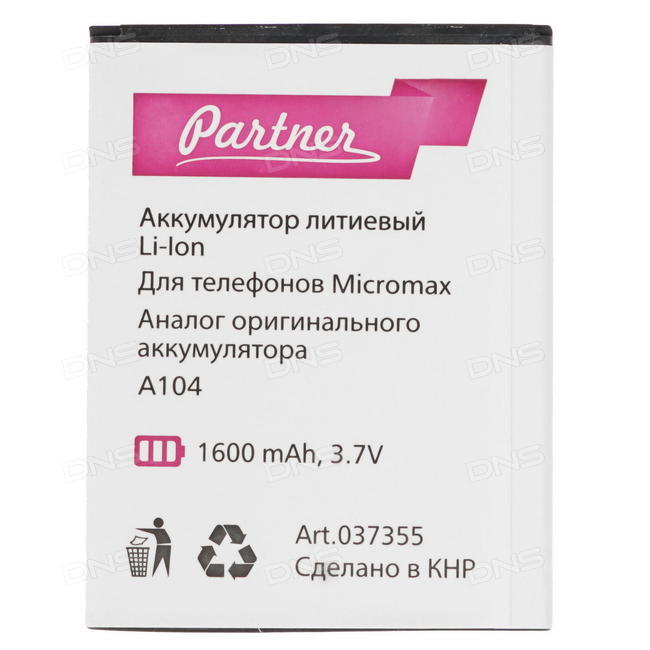 Partner
Аккумулятор литиевый
Li-Ion
Для телефонов Micromax
Аналог оригинального
аккумулятора
A104
1600 mAh, 3.7V
Art.037355
Сделано в КНР
DNS